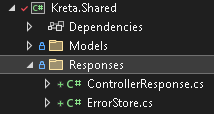 C# Kreta.Shared
Dependencies
Models
Responses
+ C# ControllerResponse.cs
+ C# ErrorStore.cs